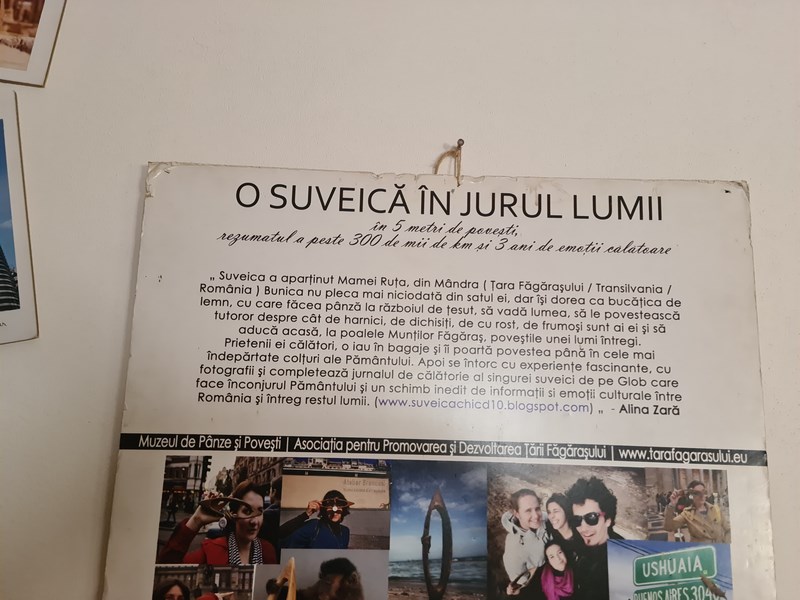 O SUVEICĂ ÎN JURUL LUMII
în 5 metri de povești,
rezumatul a peste 300 de mii de km și 3 ani de emoții calatoare
„ Suveica a aparținut Mamei Ruța, din Mândra ( Țara Făgărașului / Transilvania /
România ) Bunica nu pleca mai niciodată din satul ei, dar își dorea ca bucățica de
lemn, cu care făcea pânză la războiul de țesut, să vadă lumea, să le povestească
tutoror despre cât de harnici, de dichisiți, de cu rost, de frumoși sunt ai ei și să
aducă acasă, la poalele Munților Făgăraș, poveștile unei lumi întregi.
Prietenii ei călători, o iau în bagaje și îi poartă povestea până în cele mai
îndepărtate colțuri ale Pământului. Apoi se întorc cu experiențe fascinante, cu
fotografii și completează jurnalul de călătorie al singurei suveici de pe Glob care
face înconjurul Pământului și un schimb inedit de informatii si emoții culturale între
România și întreg restul lumii. (www.suveicachicd10.blogspot.com) „ - Alina Zară
Muzeul de Pânze și Povești | Asociația pentru Promovarea și Dezvoltarea Țării Făgărașului | www.tarafagarasului.eu
USHUAIA
BUENOS AIRES 3040